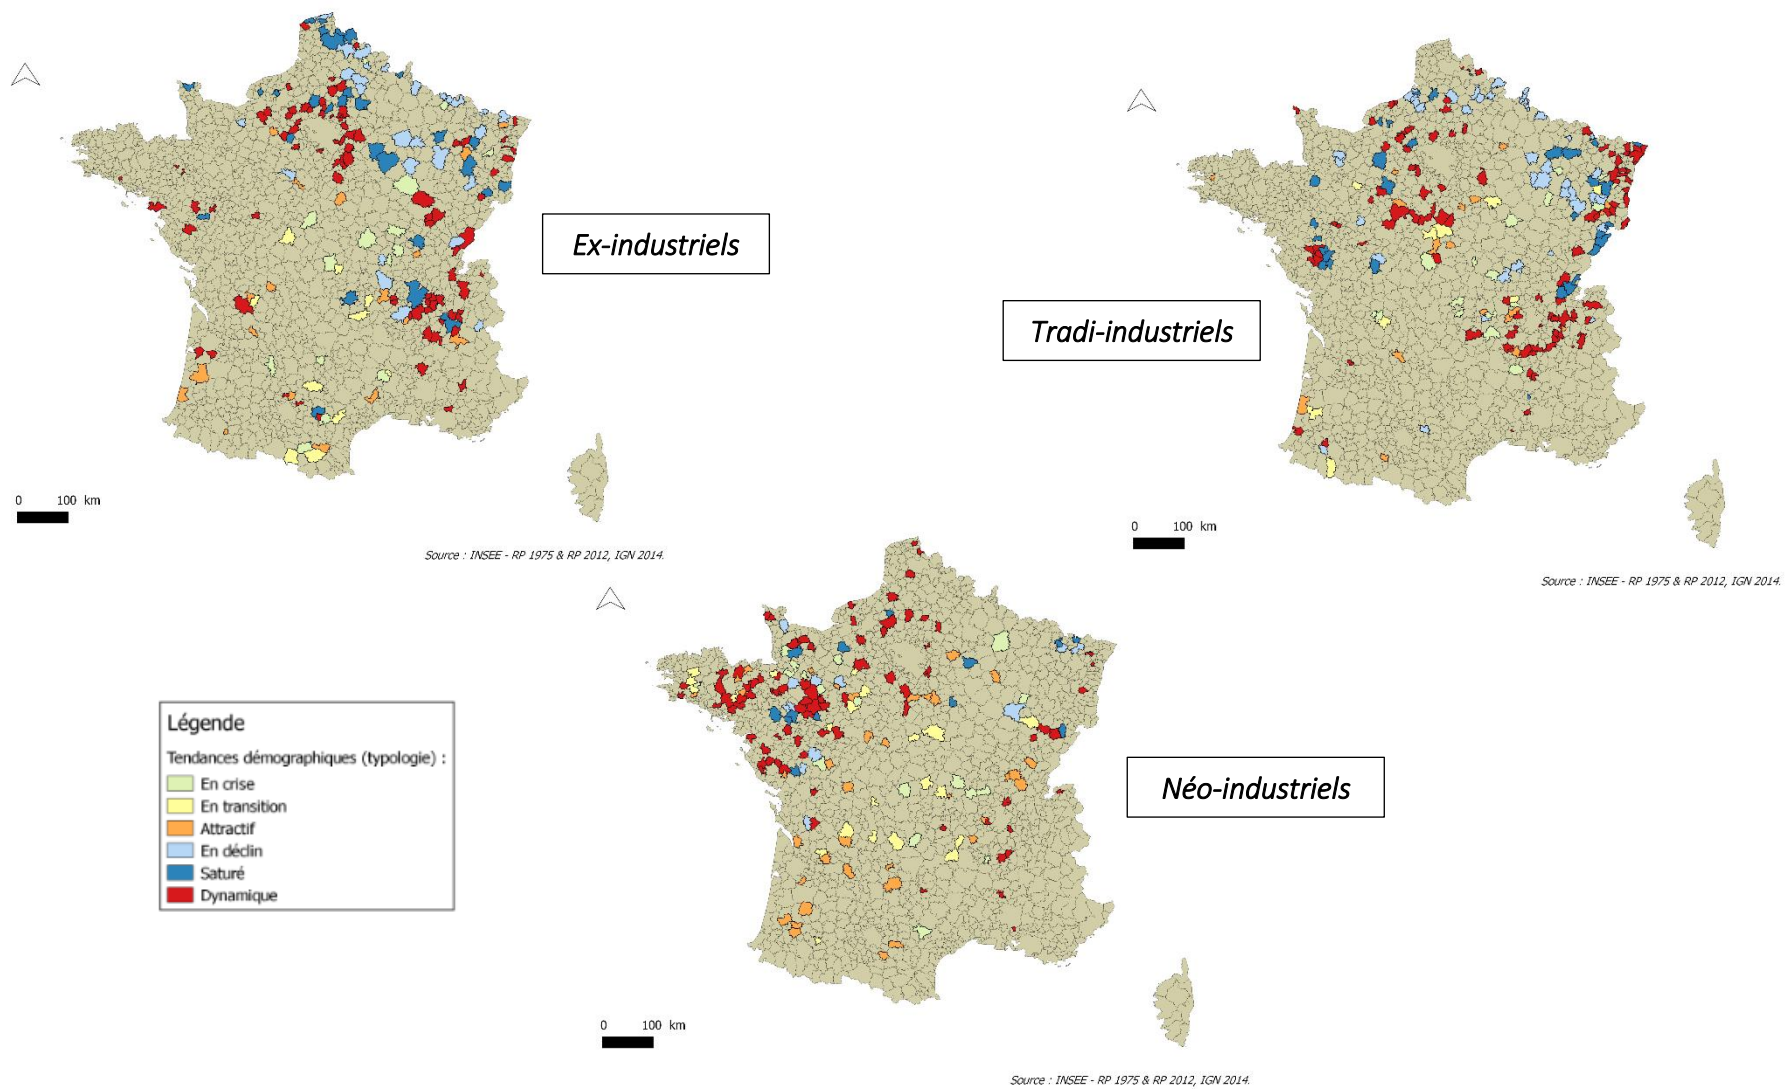 Ex-industriels
0 100 km
Source : INSEE - RP 1975 & RP 2012, IGN 2014.
Tradi-industriels
0 100 km
Source : INSEE - RP 1975 & RP 2012, IGN 2014.
Légende
Tendances démographiques (typologie) :
En crise
En transition
Attractif
En déclin
Saturé
Dynamique
Néo-industriels
0 100 km
Source : INSEE - RP 1975 & RP 2012, IGN 2014.